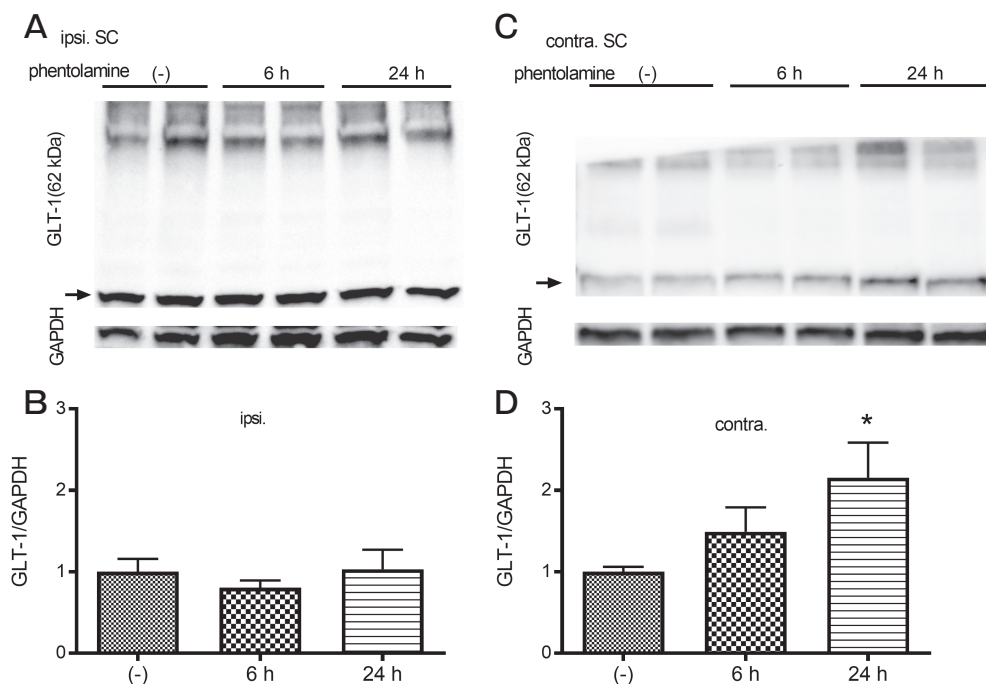 A
ipsi. SC
phentolamine (-) 6 h 24 h
GLT-1(62 kDa)
GAPDH
C
contra. SC
phentolamine (-) 6 h 24 h
GLT-1(62 kDa)
GAPDH
B
ipsi.
GLT-1/GAPDH
3
2
1
0
(-) 6 h 24 h
D
contra.
*
GLT-1/GAPDH
3
2
1
0
(-) 6 h 24 h